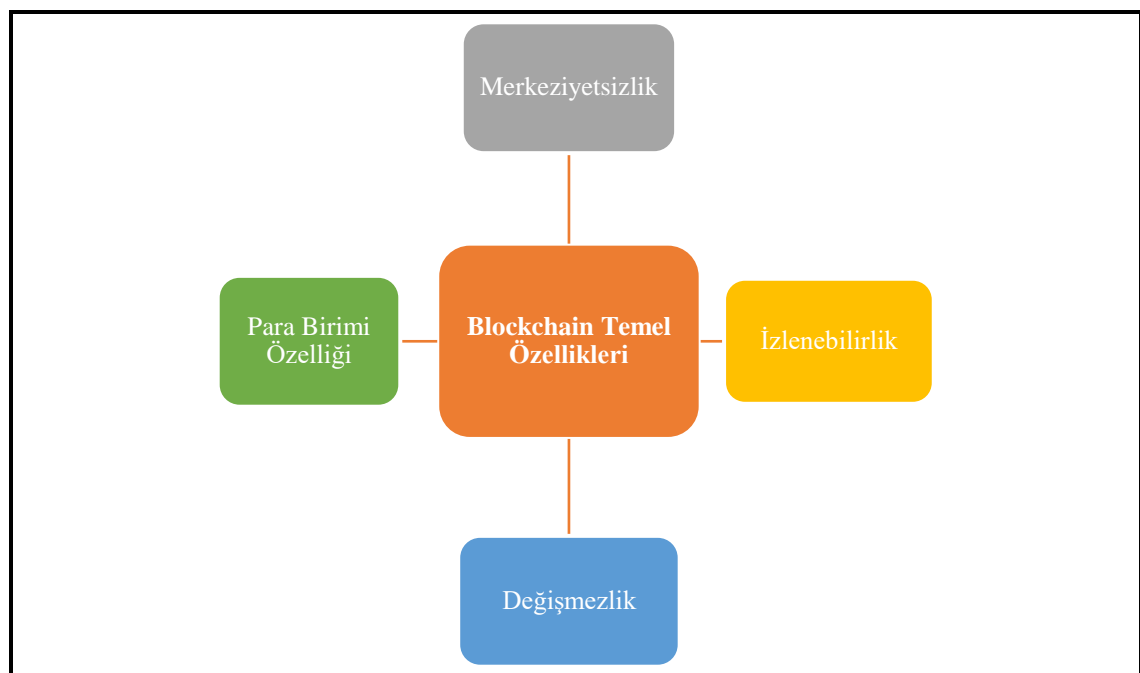 Merkeziyetsizlik
Para Birimi
Özelliği
Blockchain Temel
Özellikleri
İzlenebilirlik
Değişmezlik